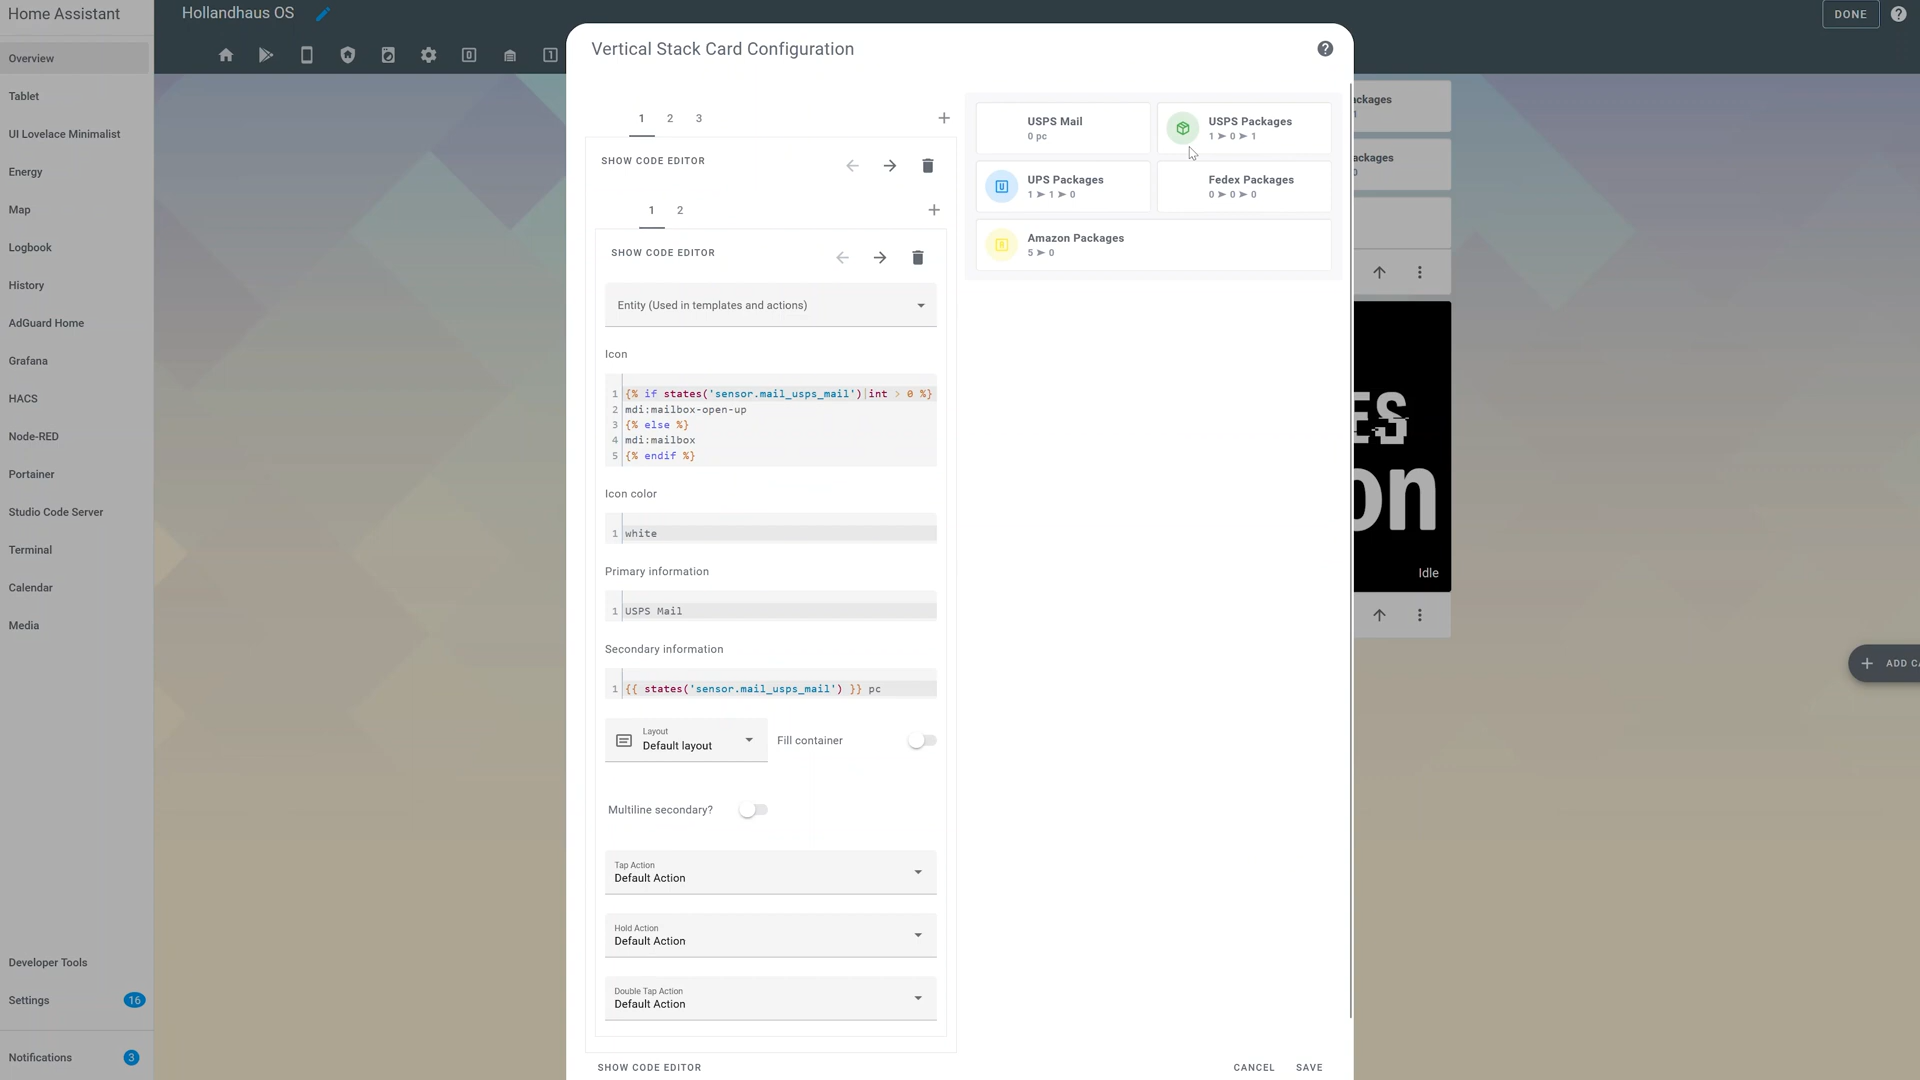 Home Assistant
Hollandhaus OS
DONE
Overview
Tablet
UI Lovelace Minimalist
Energy
Map
Logbook
History
AdGuard Home
Grafana
HACS
Node-RED
Portainer
Studio Code Server
Terminal
Calendar
Media
Developer Tools
Settings
16
Notifications
3
Vertical Stack Card Configuration
1 2 3
SHOW CODE EDITOR
1 2
SHOW CODE EDITOR
Entity (Used in templates and actions)
Icon
1 {% if states('sensor.mail_usps_mail')|int > 0 %}
2 mdi:mailbox-open-up
3 {% else %}
4 mdi:mailbox
5 {% endif %}
Icon color
1 white
Primary information
1 USPS Mail
Secondary information
1 {{ states('sensor.mail_usps_mail') }} pc
Layout
Default layout
Fill container
Multiline secondary?
Tap Action
Default Action
Hold Action
Default Action
Double Tap Action
Default Action
SHOW CODE EDITOR
CANCEL
SAVE
USPS Mail
0 pc
USPS Packages
1 ➤ 0 ➤ 1
UPS Packages
1 ➤ 1 ➤ 0
Fedex Packages
0 ➤ 0 ➤ 0
Amazon Packages
5 ➤ 0
ckages
1
ackages
0
ES
on
Idle
ADD CA